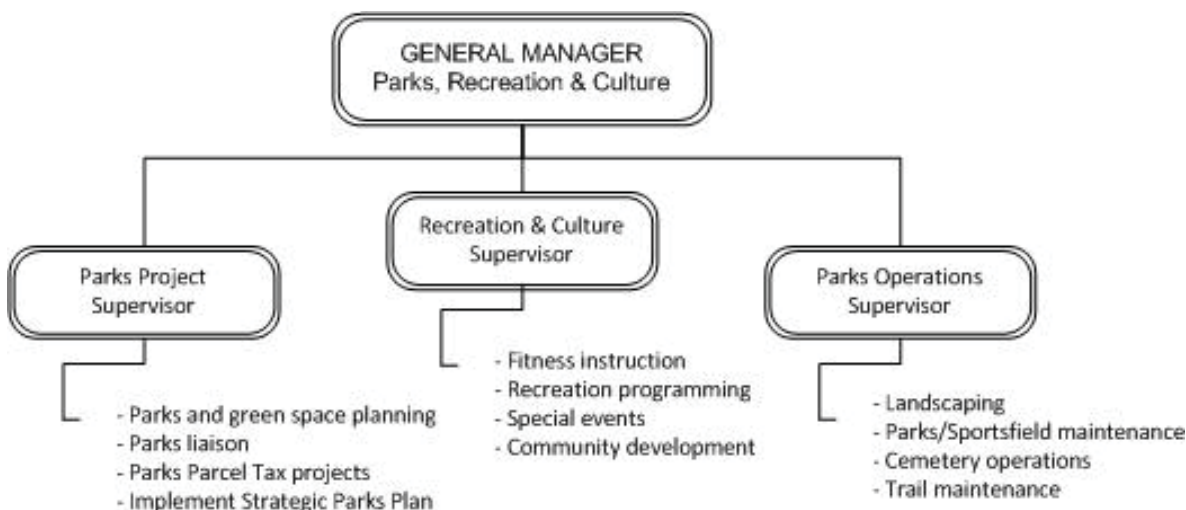 GENERAL MANAGER
Parks, Recreation & Culture
Parks Project
Supervisor
- Parks and green space planning
- Parks liaison
- Parks Parcel Tax projects
- Implement Strategic Parks Plan
Recreation & Culture
Supervisor
- Fitness instruction
- Recreation programming
- Special events
- Community development
Parks Operations
Supervisor
- Landscaping
- Parks/Sportsfield maintenance
- Cemetery operations
- Trail maintenance